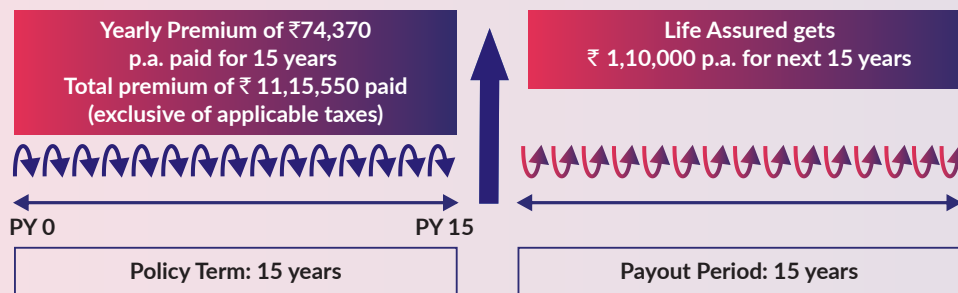 Yearly Premium of ₹74,370
p.a. paid for 15 years
Total premium of ₹ 11,15,550 paid
(exclusive of applicable taxes)
Life Assured gets
₹ 1,10,000 p.a. for next 15 years
PY 0
PY 15
Policy Term: 15 years
Payout Period: 15 years